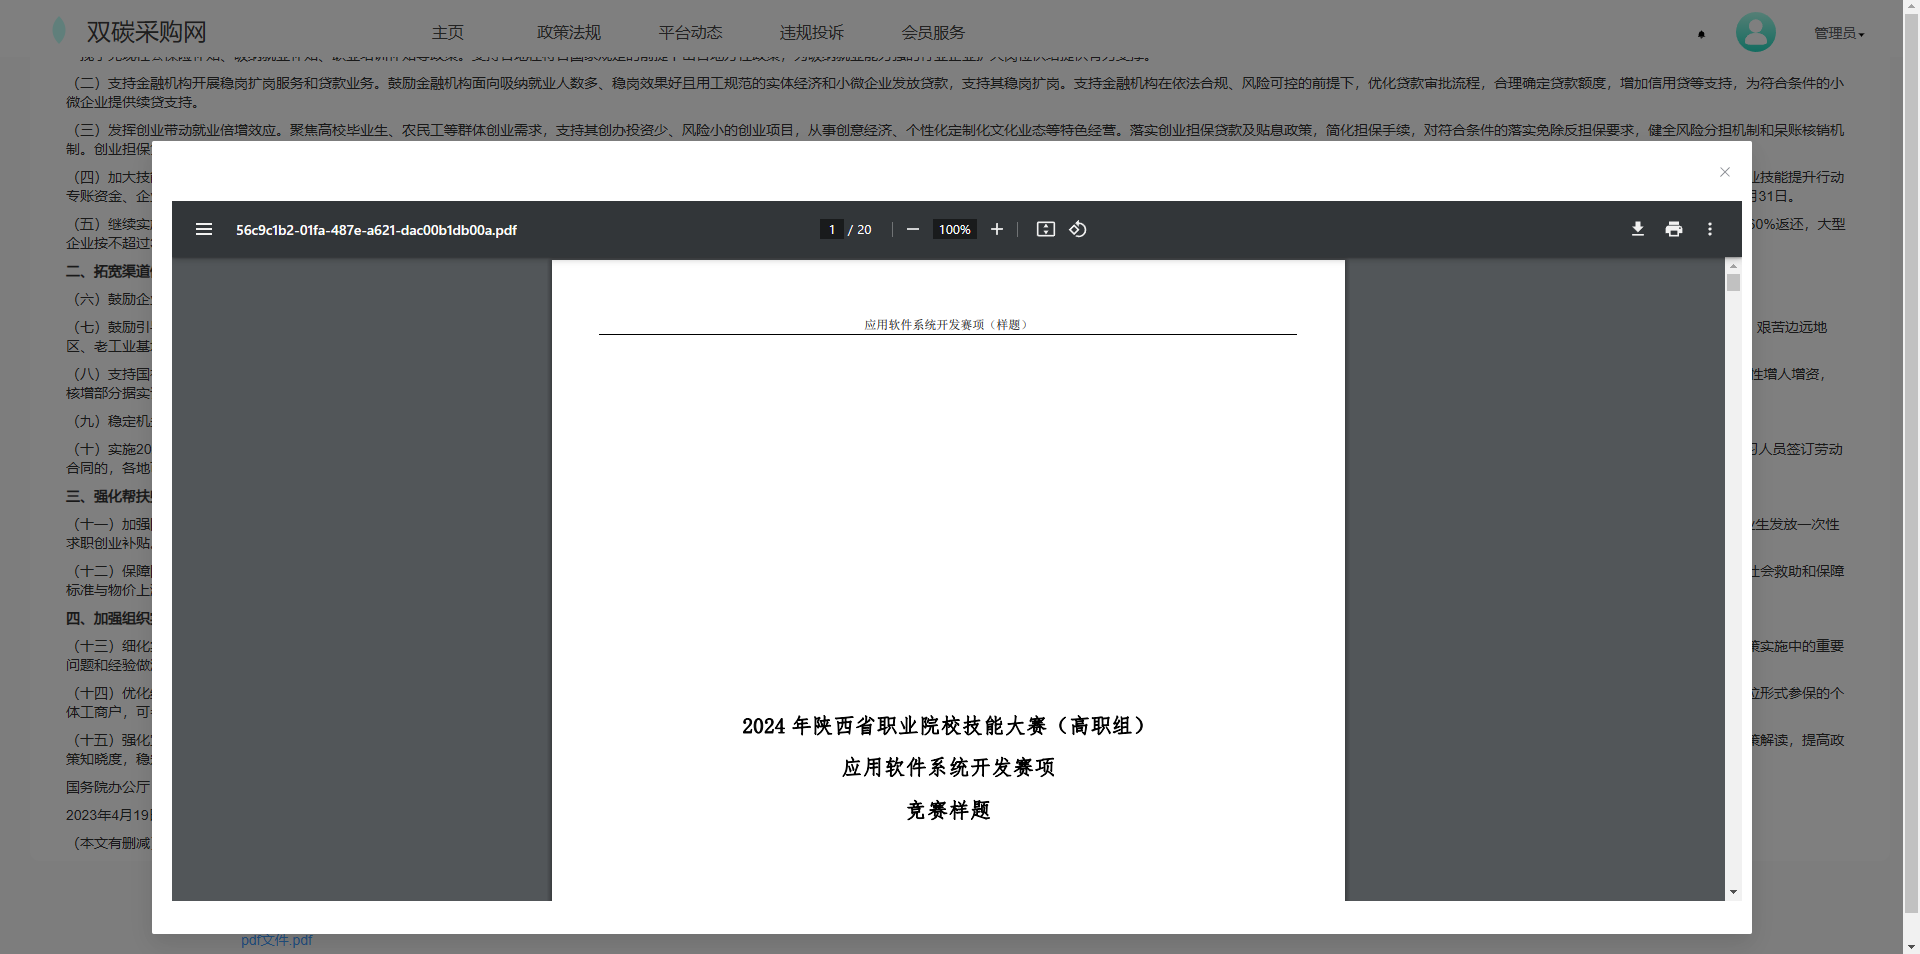 双碳采购网
主页
政策法规
平台动态
违规投诉
会员服务
管理员
（二）支持金融机构开展稳岗扩岗服务和贷款业务。鼓励金融机构面向吸纳就业人数多、稳岗效果好且用工规范的实体经济和小微企业发放贷款，支持其稳岗扩岗。支持金融机构在依法合规、风险可控的前提下，优化贷款审批流程，合理确定贷款额度，增加信用贷等支持，为符合条件的小
微企业提供续贷支持。
（三）发挥创业带动就业倍增效应。聚焦高校毕业生、农民工等群体创业需求，支持其创办投资少、风险小的创业项目，从事创意经济、个性化定制化文化业态等特色经营。落实创业担保贷款及贴息政策，简化担保手续，对符合条件的落实免除反担保要求，健全风险分担机制和呆账核销机
制。创业担保
（四）加大技
业技能提升行动
专账资金、企
月31日。
（五）继续实
60%返还，大型
企业按不超过
二、拓宽渠道
（六）鼓励企
（七）鼓励引
艰苦边远地
区、老工业基
（八）支持国
性增人增资，
核增部分据实
（九）稳定机
（十）实施20
习人员签订劳动
合同的，各地
三、强化帮扶
（十一）加强
业生发放一次性
求职创业补贴
（十二）保障
社会救助和保障
标准与物价上
四、加强组织
（十三）细化
策实施中的重要
问题和经验做
（十四）优化
位形式参保的个
体工商户，可
（十五）强化
策解读，提高政
策知晓度，稳
国务院办公厅
2023年4月19
（本文有删减
56c9c1b2-01fa-487e-a621-dac00b1db00a.pdf
1 / 20
100%
应用软件系统开发赛项（样题）
2024 年陕西省职业院校技能大赛（高职组）
应用软件系统开发赛项
竞赛样题
pdf文件.pdf